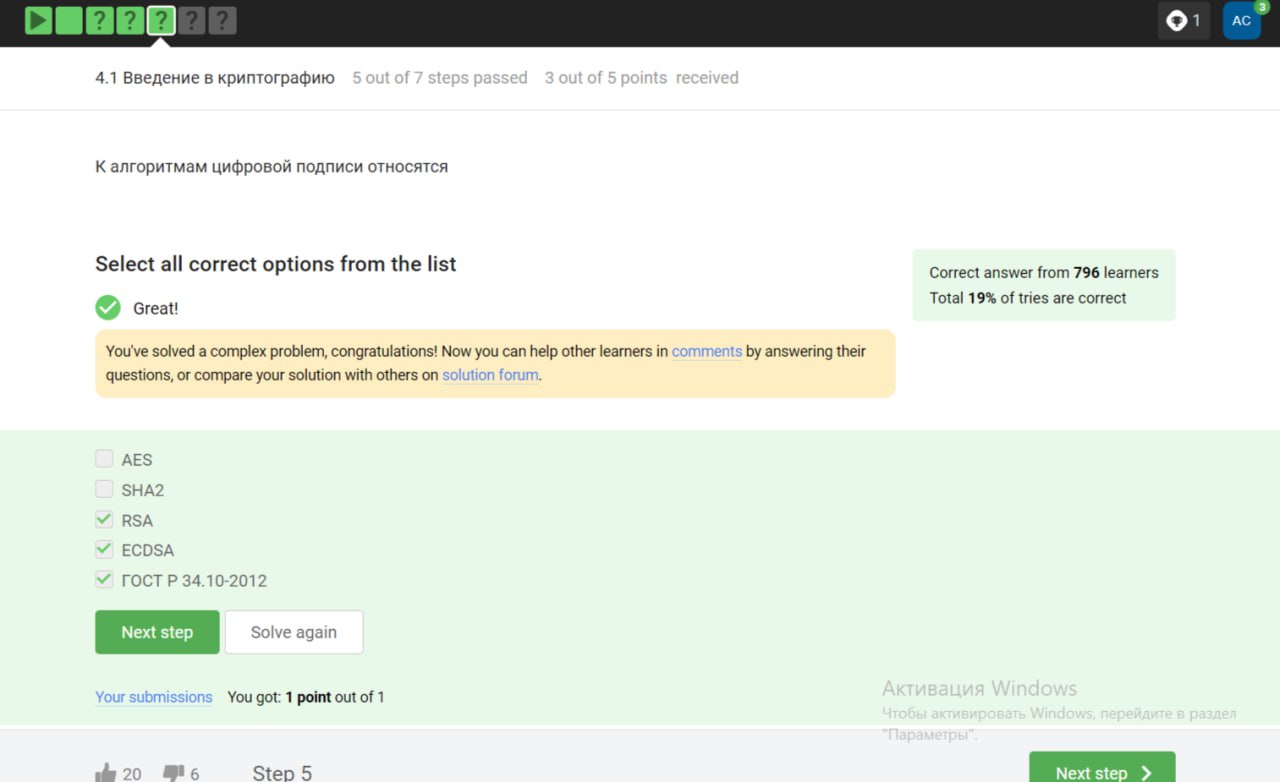 ? ? ? ? ?
1 AC 3
4.1 Введение в криптографию 5 out of 7 steps passed 3 out of 5 points received
К алгоритмам цифровой подписи относятся
Select all correct options from the list
Correct answer from 796 learners
Total 19% of tries are correct
Great!
You've solved a complex problem, congratulations! Now you can help other learners in comments by answering their
questions, or compare your solution with others on solution forum.
AES
SHA2
RSA
ECDSA
ГОСТ Р 34.10-2012
Next step Solve again
Your submissions You got: 1 point out of 1
Активация Windows
Чтобы активировать Windows, перейдите в раздел
"Параметры".
20 6 Step 5 Next step